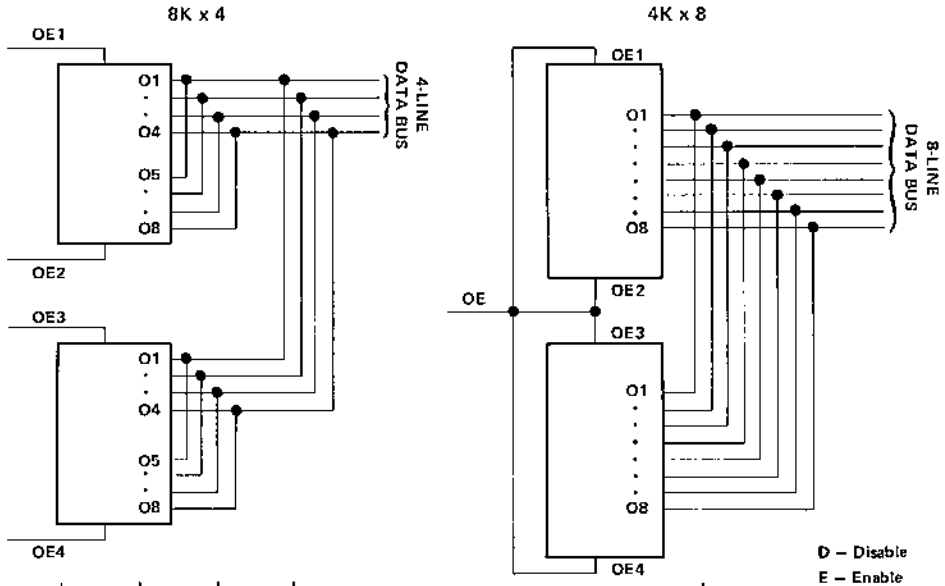 8K x 4
OE1
O1
O4
O5
O8
OE2
4-LINE
DATA BUS
OE3
O1
O4
O5
O8
OE4
4K x 8
OE1
O1
O8
OE2
8-LINE
DATA BUS
OE
OE3
O1
O8
OE4
D – Disable
E – Enable